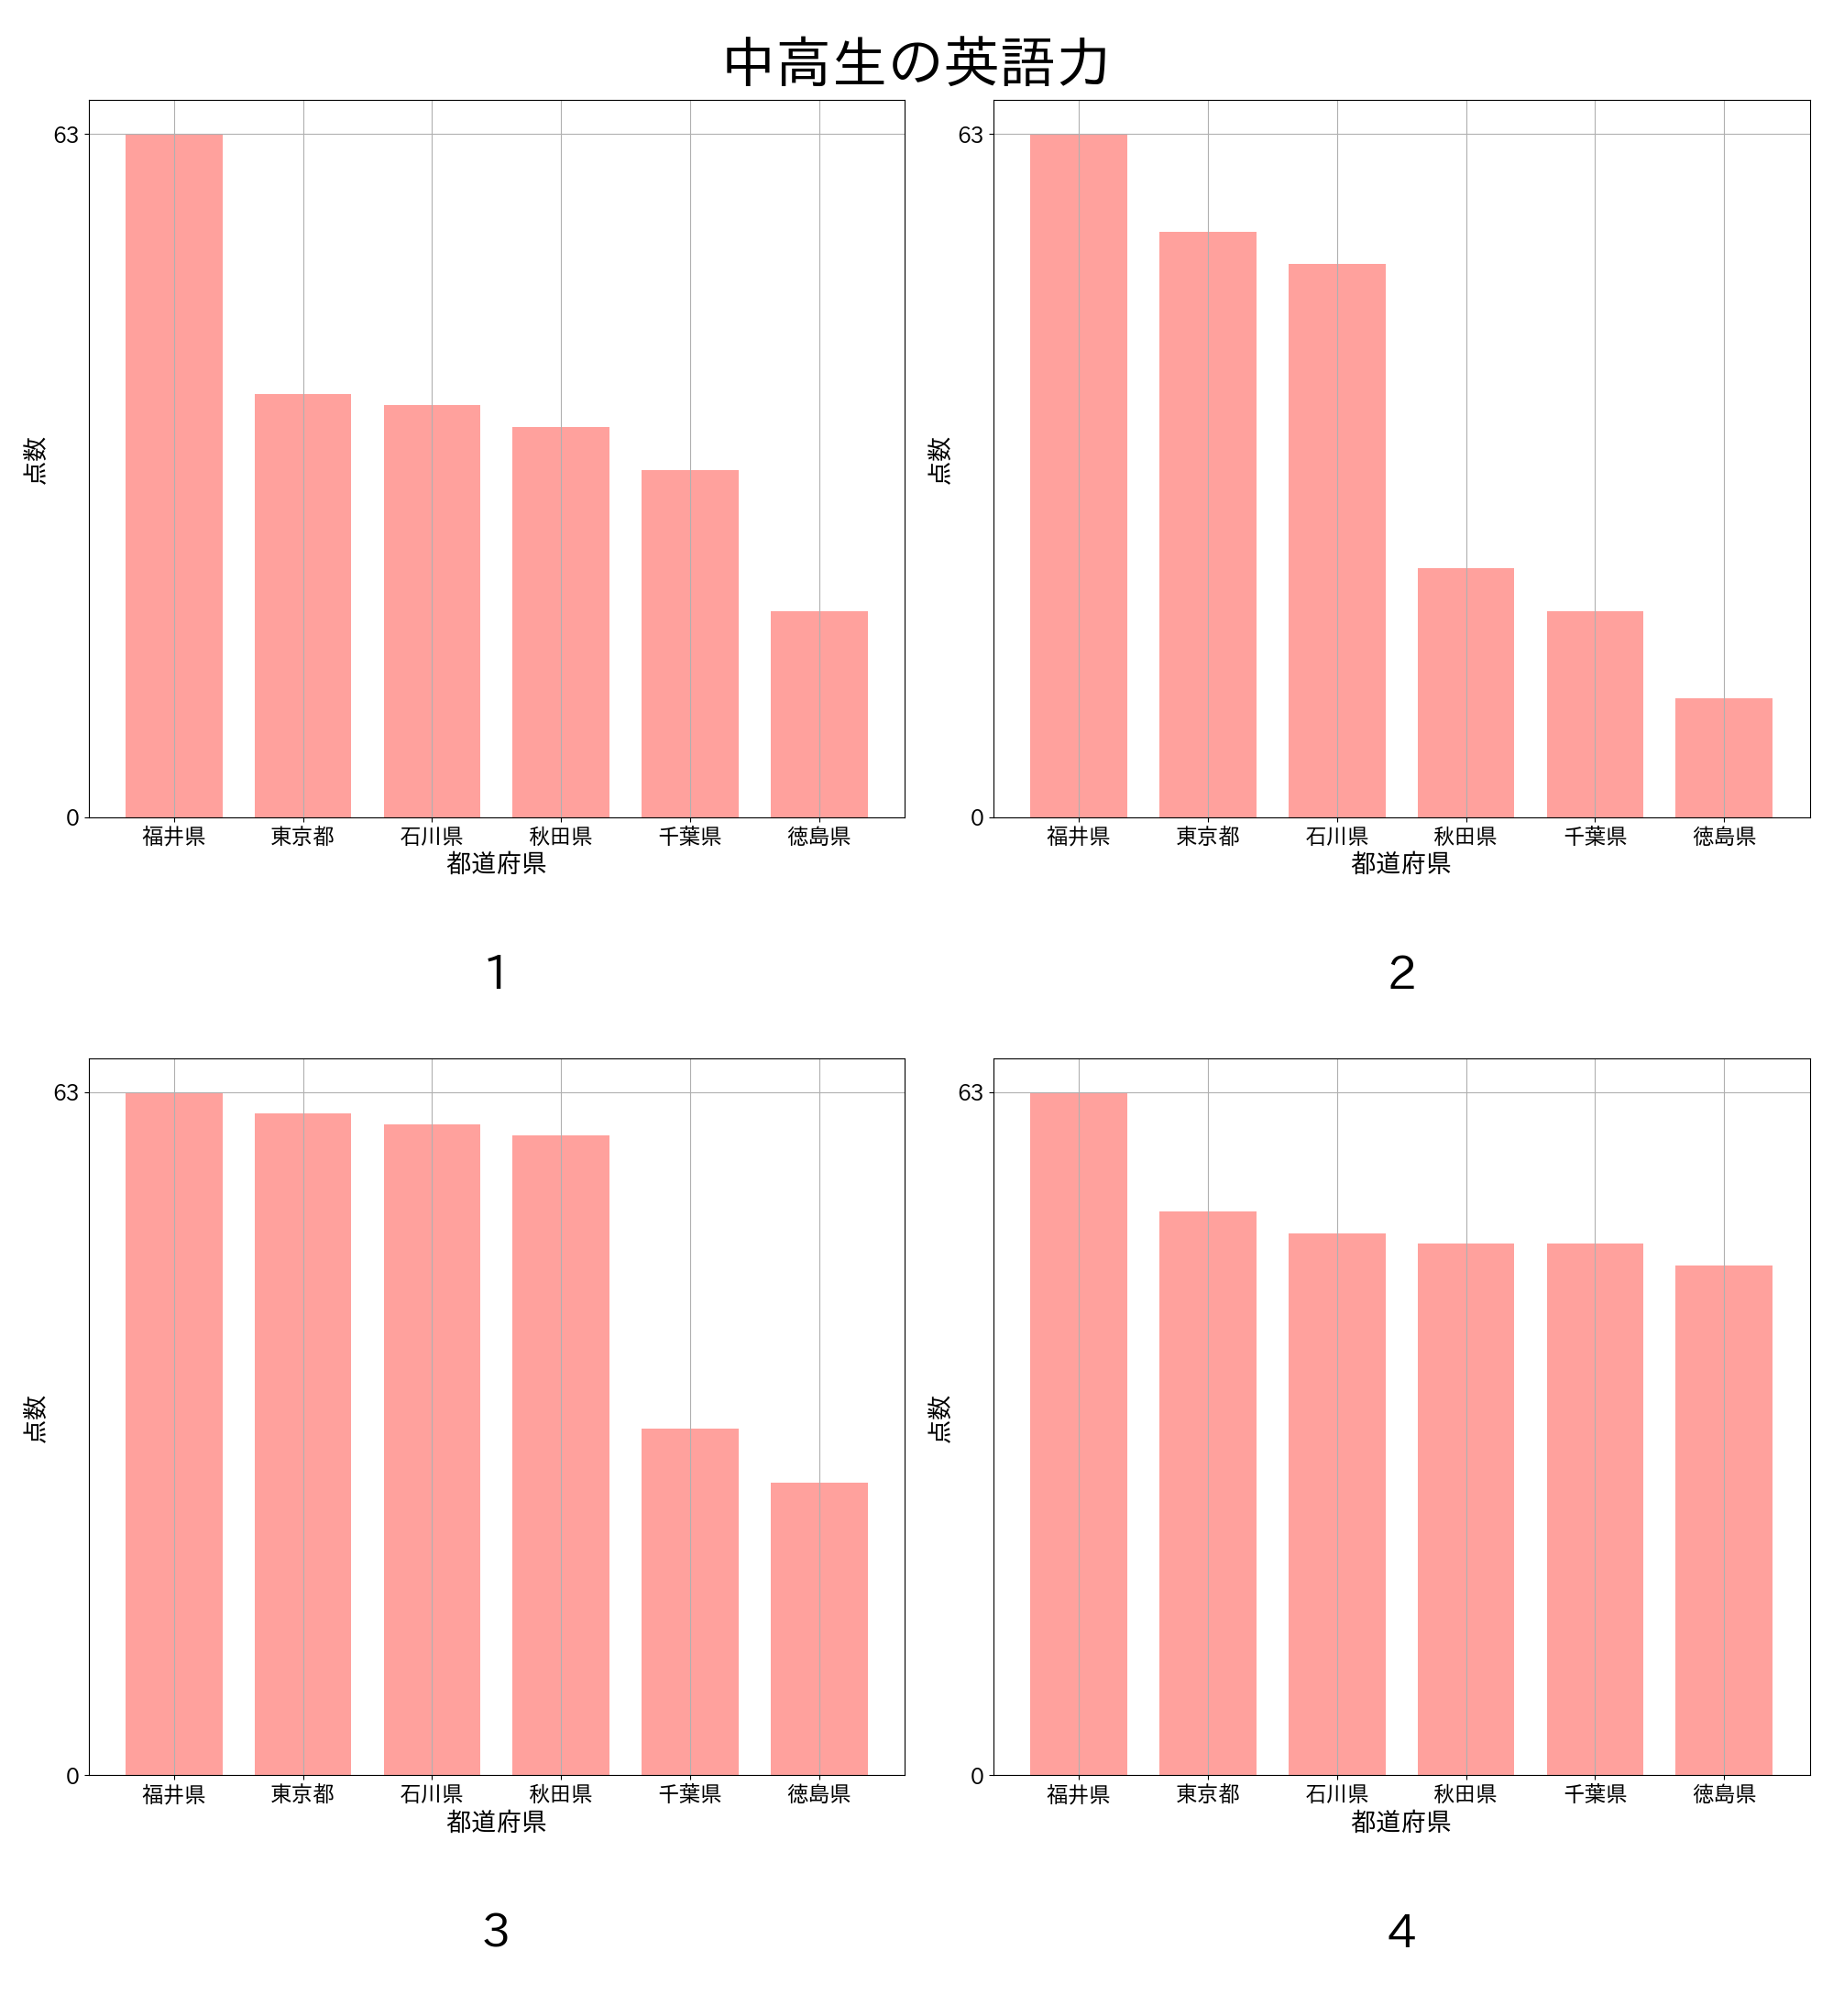 中高生の英語力
63
点数
0
福井県 東京都 石川県 秋田県 千葉県 徳島県
都道府県
1
63
点数
0
福井県 東京都 石川県 秋田県 千葉県 徳島県
都道府県
2
63
点数
0
福井県 東京都 石川県 秋田県 千葉県 徳島県
都道府県
3
63
点数
0
福井県 東京都 石川県 秋田県 千葉県 徳島県
都道府県
4